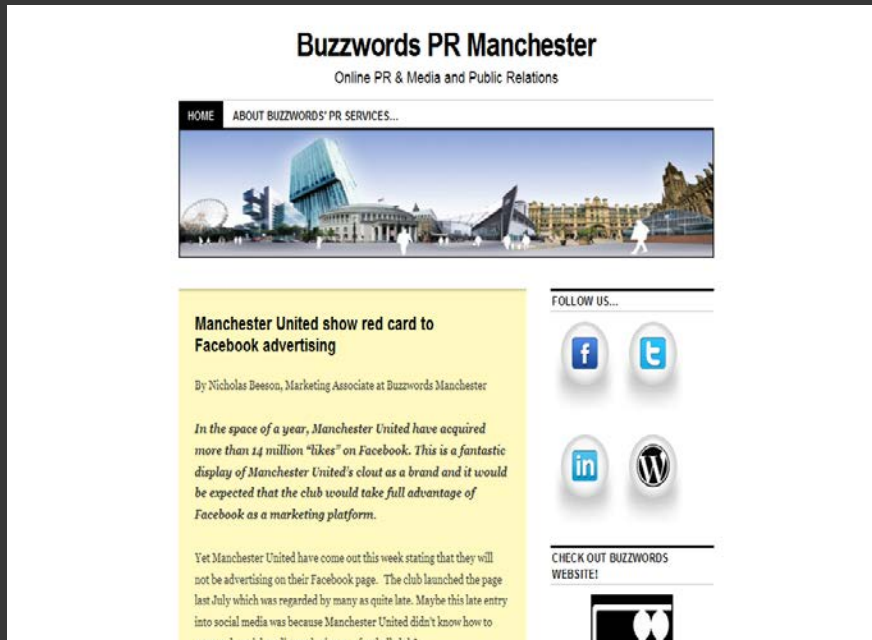 Buzzwords PR Manchester
Online PR & Media and Public Relations
HOME ABOUT BUZZWORDS' PR SERVICES...
Manchester United show red card to
Facebook advertising
By Nicholas Beeson, Marketing Associate at Buzzwords Manchester
In the space of a year, Manchester United have acquired
more than 14 million “likes” on Facebook. This is a fantastic
display of Manchester United's clout as a brand and it would
be expected that the club would take full advantage of
Facebook as a marketing platform.
Yet Manchester United have come out this week stating that they will
not be advertising on their Facebook page. The club launched the page
last July which was regarded by many as quite late. Maybe this late entry
into social media was because Manchester United didn't know how to
FOLLOW US...
f
t
in
W
CHECK OUT BUZZWORDS
WEBSITE!